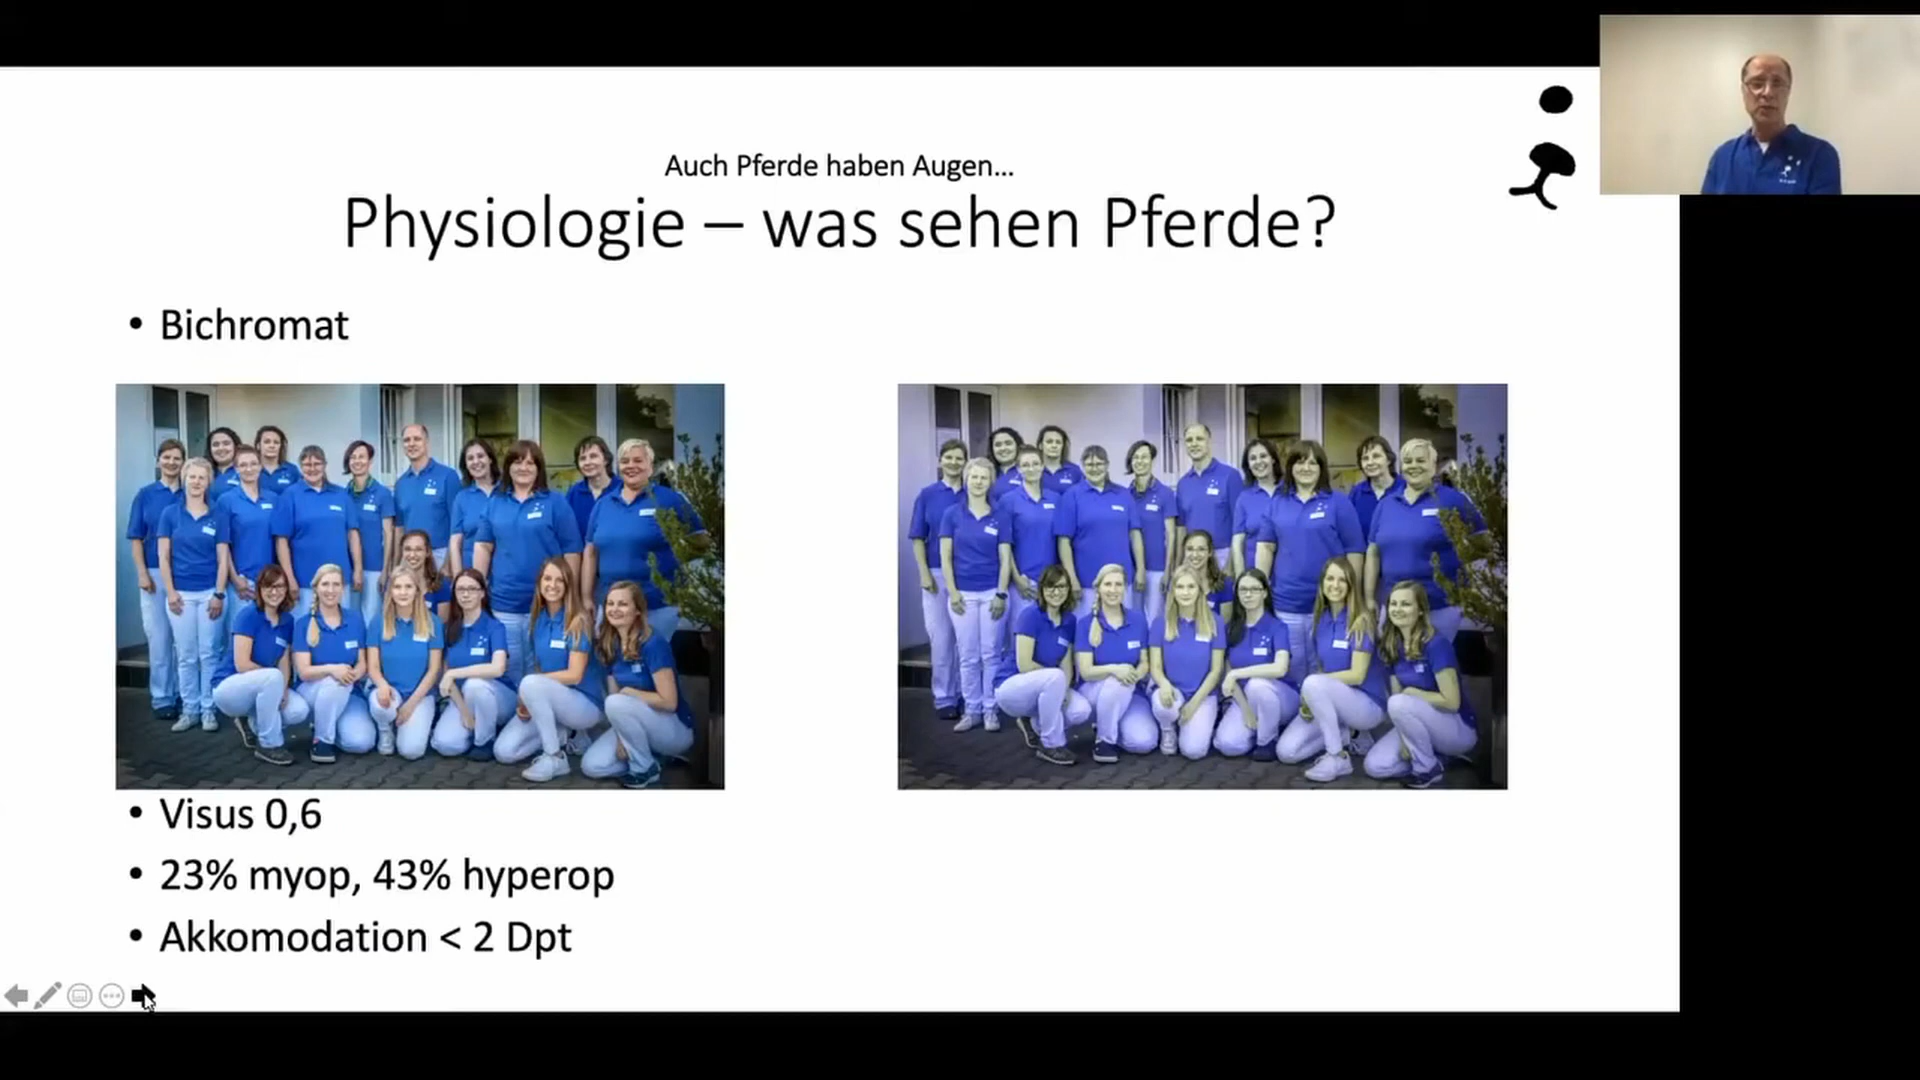 Auch Pferde haben Augen...
Physiologie – was sehen Pferde?
• Bichromat
• Visus 0,6
• 23% myop, 43% hyperop
• Akkomodation < 2 Dpt